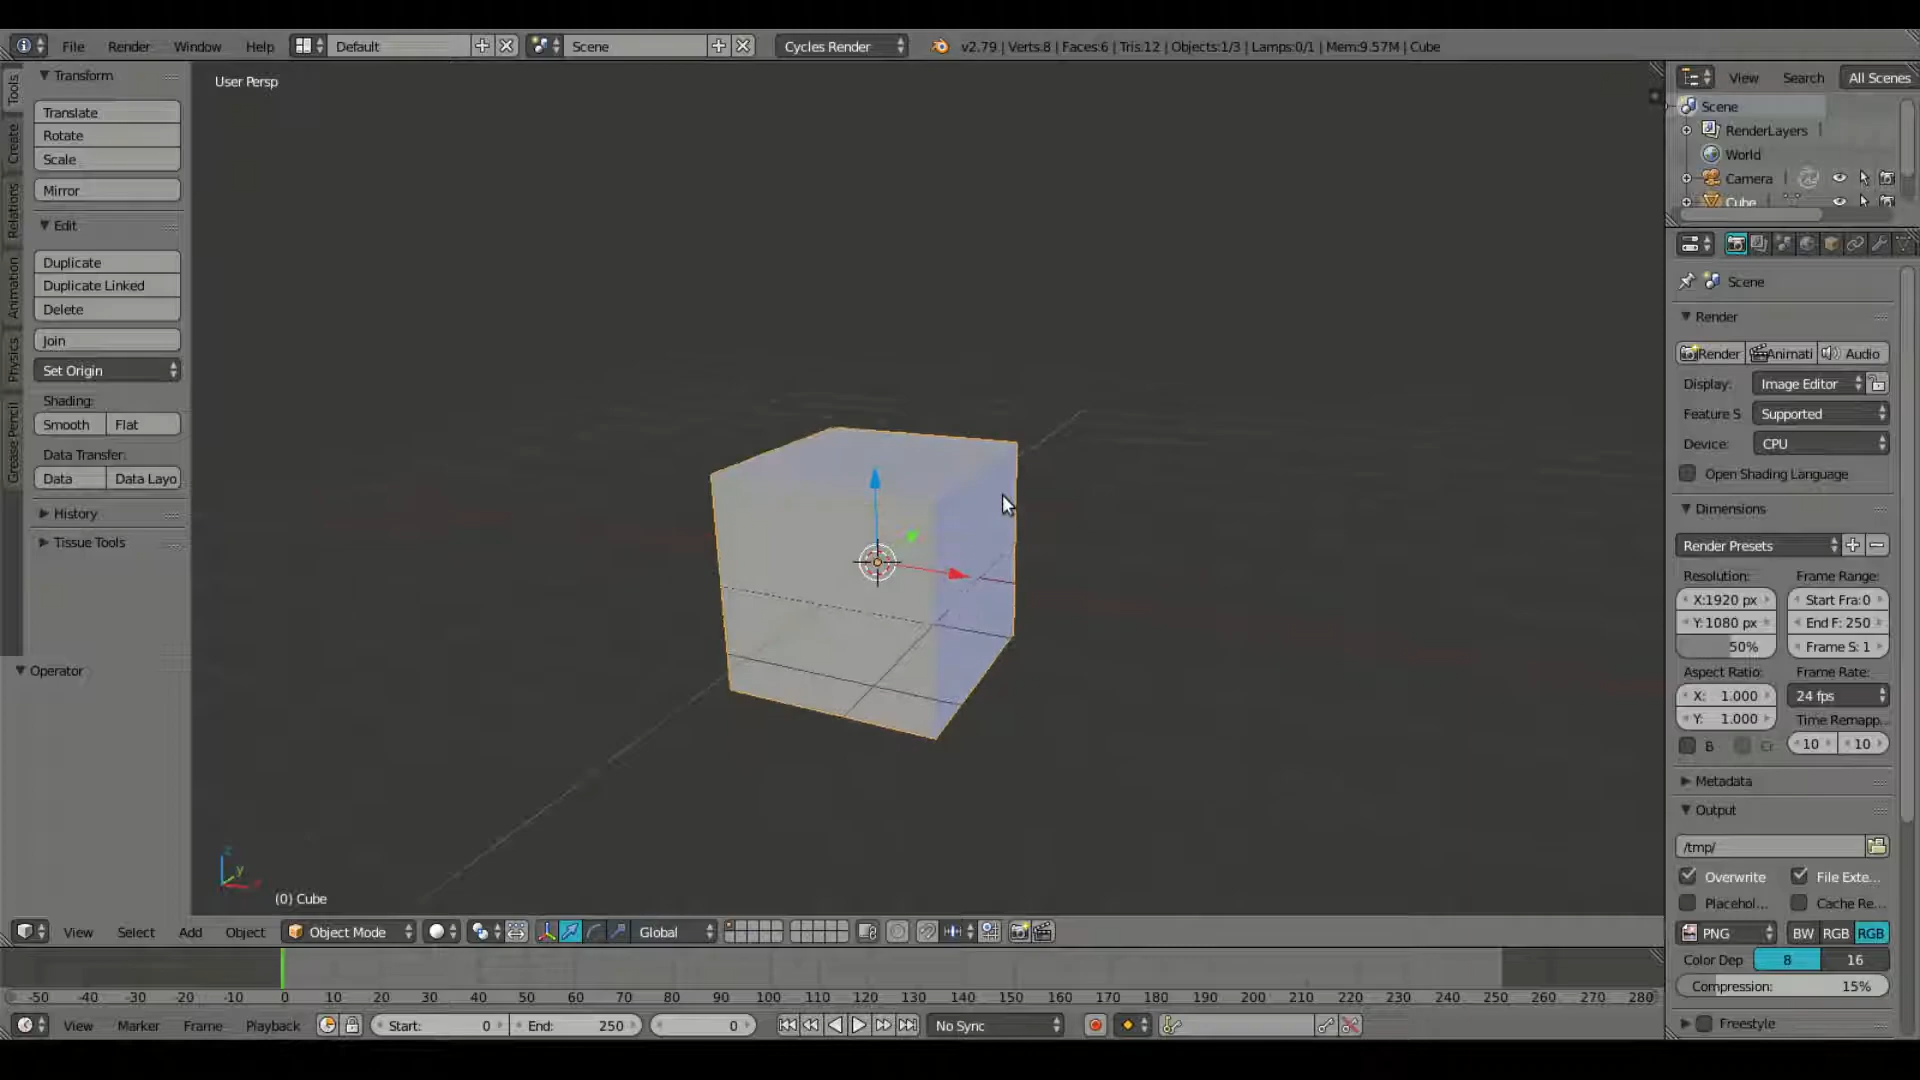 File Render Window Help Default Scene Cycles Render v2.79 | Verts:8 | Faces:6 | Tris:12 | Objects:1/3 | Lamps:0/1 | Mem:9.57M | Cube
Tools
Create
Relations
Animation
Physics
Grease Pencil
Transform
Translate
Rotate
Scale
Mirror
Edit
Duplicate
Duplicate Linked
Delete
Join
Set Origin
Shading:
Smooth Flat
Data Transfer:
Data Data Layo
History
Tissue Tools
Operator
User Persp
z
y
x
(0) Cube
View Search All Scenes
Scene
RenderLayers
World
Camera
Cube
Scene
Render
Render Animati Audio
Display: Image Editor
Feature S Supported
Device: CPU
Open Shading Language
Dimensions
Render Presets
Resolution: Frame Range:
X:1920 px Start Fra:0
Y:1080 px End F: 250
50% Frame S: 1
Aspect Ratio: Frame Rate:
X: 1.000 24 fps
Y: 1.000 Time Remapp...
B Cr 10 10
Metadata
Output
/tmp/
Overwrite File Exte...
Placehol... Cache Re...
PNG BW RGB RGB
Color Dep 8 16
Compression: 15%
Freestyle
View Select Add Object Object Mode Global
-50 -40 -30 -20 -10 0 10 20 30 40 50 60 70 80 90 100 110 120 130 140 150 160 170 180 190 200 210 220 230 240 250 260 270 280
View Marker Frame Playback Start: 0 End: 250 0 No Sync